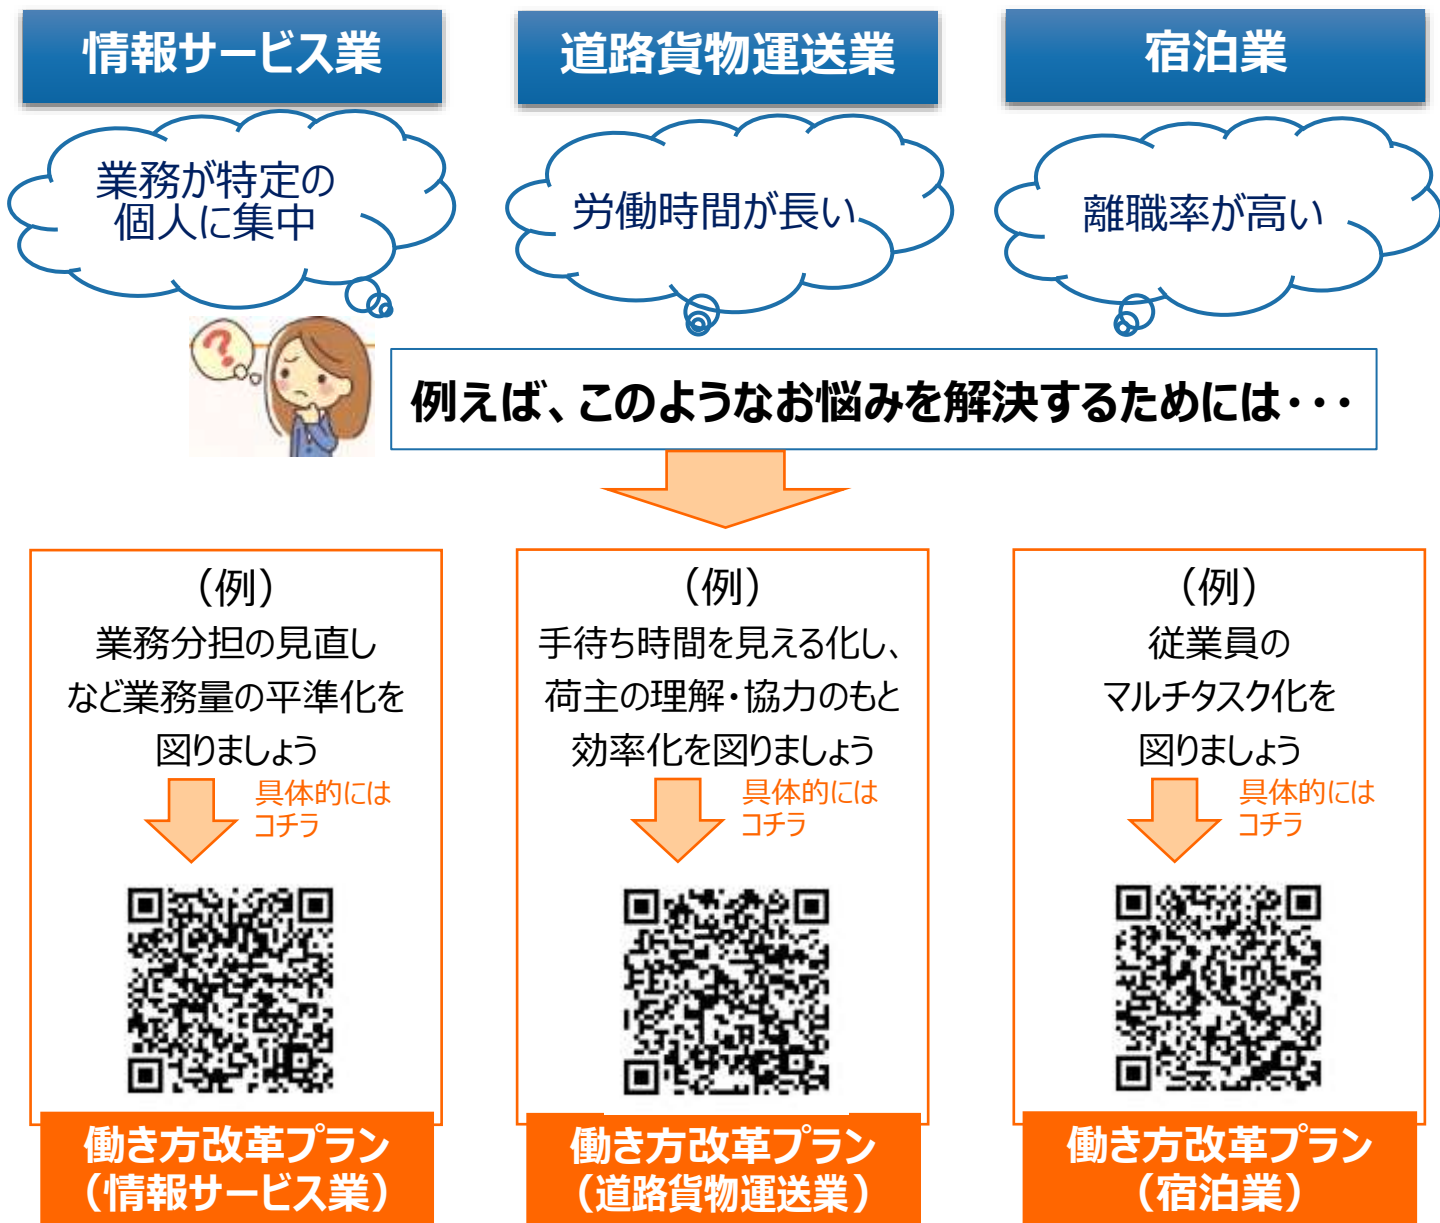 情報サービス業
道路貨物運送業
宿泊業
業務が特定の
個人に集中
労働時間が長い
離職率が高い
?
例えば、このようなお悩みを解決するためには・・・
（例）
業務分担の見直し
など業務量の平準化を
図りましょう
具体的には
コチラ
働き方改革プラン
（情報サービス業）
（例）
手待ち時間を見える化し、
荷主の理解・協力のもと
効率化を図りましょう
具体的には
コチラ
働き方改革プラン
（道路貨物運送業）
（例）
従業員の
マルチタスク化を
図りましょう
具体的には
コチラ
働き方改革プラン
（宿泊業）